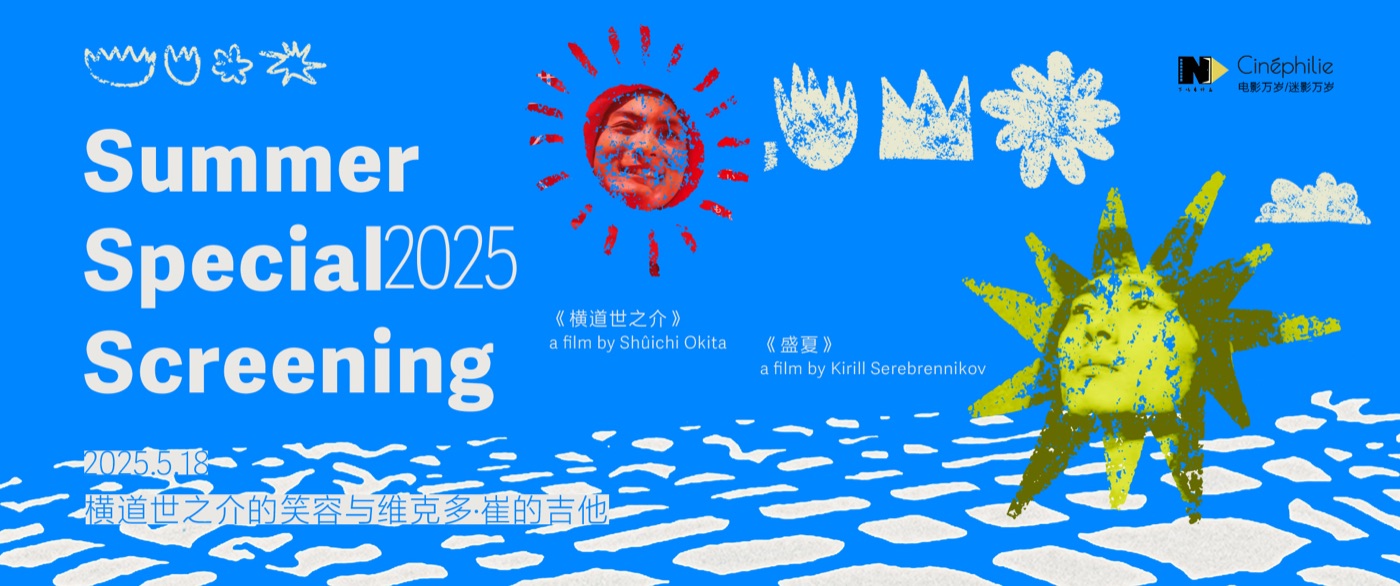 Summer
Special2025
Screening
2025.5.18
横道世之介的笑容与维克多·崔的吉他
《横道世之介》
a film by Shûichi Okita
《盛夏》
a film by Kirill Serebrennikov
N
Cinéphilie
电影万岁/迷影万岁